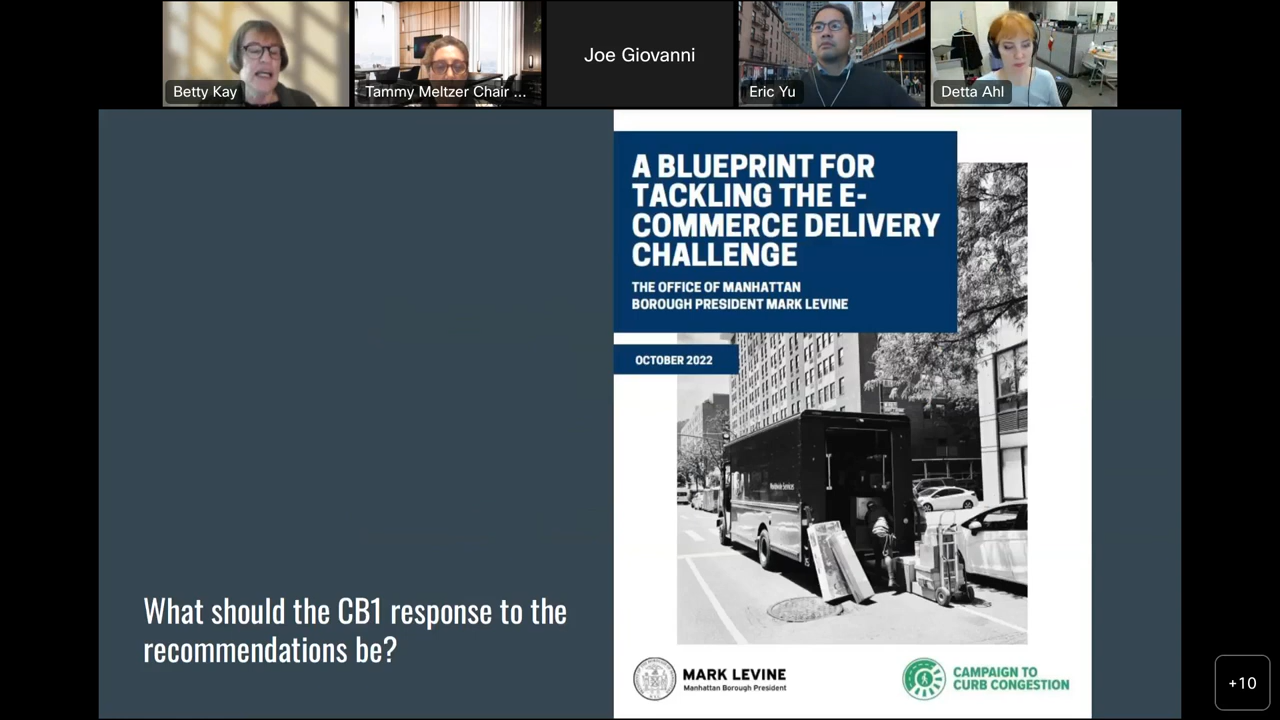 Betty Kay
Tammy Meltzer Chair ...
Joe Giovanni
Eric Yu
Detta Ahl
A BLUEPRINT FOR
TACKLING THE E-
COMMERCE DELIVERY
CHALLENGE
THE OFFICE OF MANHATTAN
BOROUGH PRESIDENT MARK LEVINE
OCTOBER 2022
Worldwide Services
What should the CB1 response to the
recommendations be?
MARK LEVINE
Manhattan Borough President
CAMPAIGN TO
CURB CONGESTION
+10